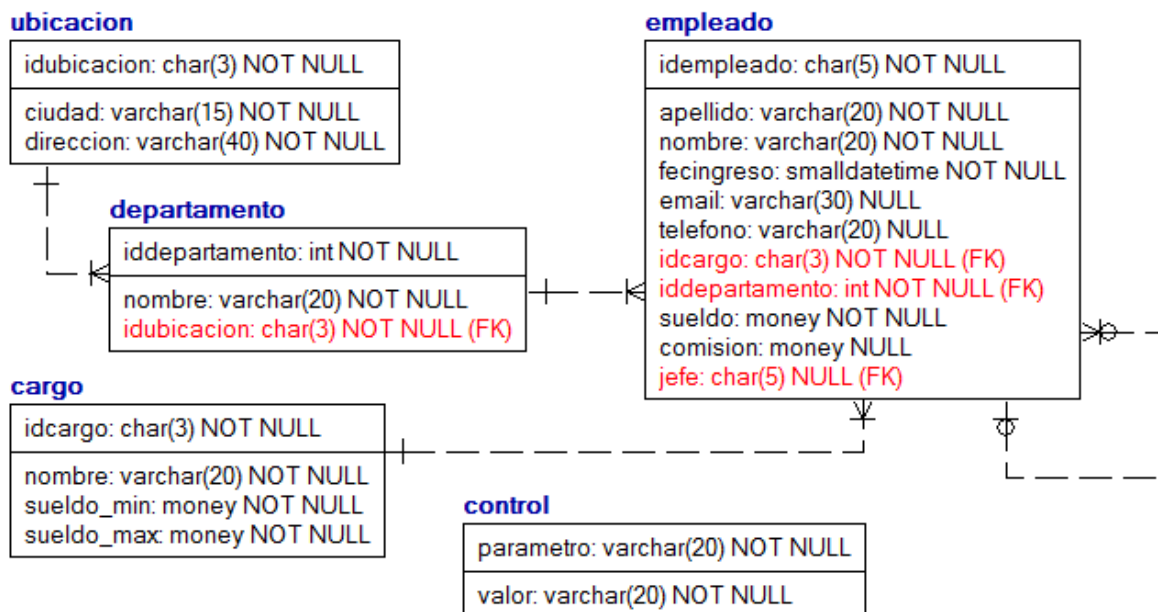 ubicacion
idubicacion: char(3) NOT NULL
ciudad: varchar(15) NOT NULL
direccion: varchar(40) NOT NULL
departamento
iddepartamento: int NOT NULL
nombre: varchar(20) NOT NULL
idubicacion: char(3) NOT NULL (FK)
empleado
idempleado: char(5) NOT NULL
apellido: varchar(20) NOT NULL
nombre: varchar(20) NOT NULL
fecingreso: smalldatetime NOT NULL
email: varchar(30) NULL
telefono: varchar(20) NULL
idcargo: char(3) NOT NULL (FK)
iddepartamento: int NOT NULL (FK)
sueldo: money NOT NULL
comision: money NULL
jefe: char(5) NULL (FK)
cargo
idcargo: char(3) NOT NULL
nombre: varchar(20) NOT NULL
sueldo_min: money NOT NULL
sueldo_max: money NOT NULL
control
parametro: varchar(20) NOT NULL
valor: varchar(20) NOT NULL